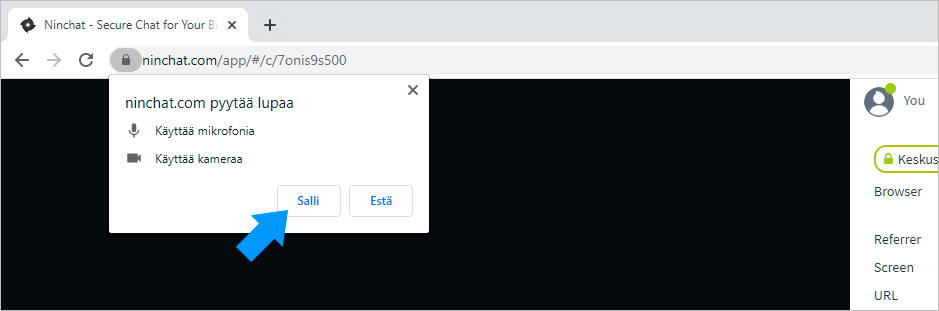 Ninchat - Secure Chat for Your Bu
ninchat.com/app/#/c/7onis9s500
ninchat.com pyytää lupaa
Käyttää mikrofonia
Käyttää kameraa
Salli
Estä
You
Keskus
Browser
Referrer
Screen
URL